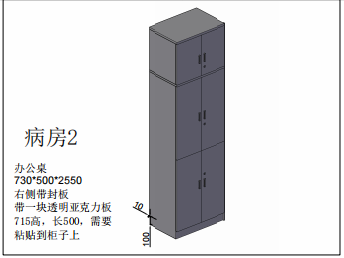 病房2
办公桌
730*500*2550
右侧带封板
带一块透明亚克力板
715高，长500，需要
粘贴到柜子上
10
100